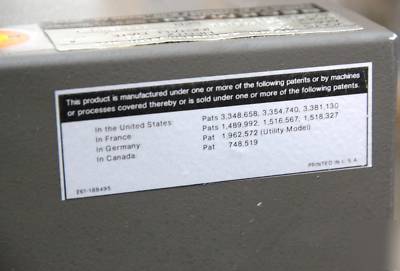 This product is manufactured under one or more of the following patents or by machines
or processes covered thereby or is sold under one or more of the following patents.
In the United States: Pats 3,348,658, 3,354,740, 3,381,130
In France: Pats 1,489,992, 1,516,567, 1,518,327
In Germany: Pat 1,962,572 (Utility Model)
In Canada: Pat 748,519
261-188495 PRINTED IN U.S.A.